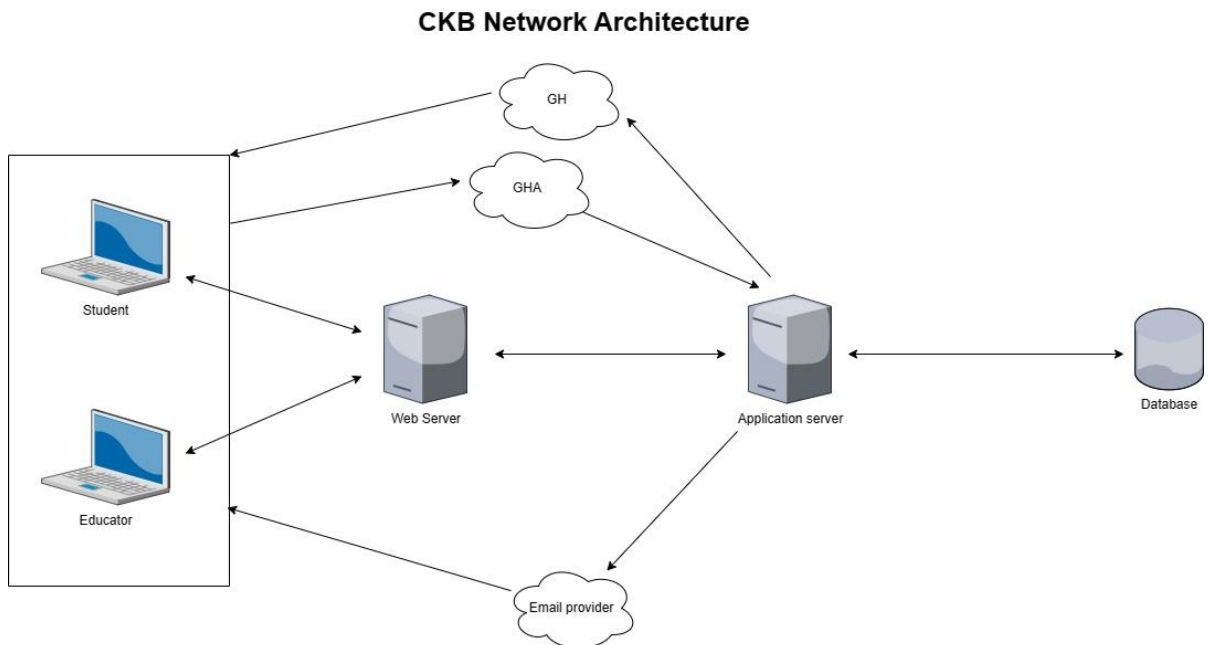 CKB Network Architecture
GH
GHA
Student
Web Server
Application server
Database
Educator
Email provider